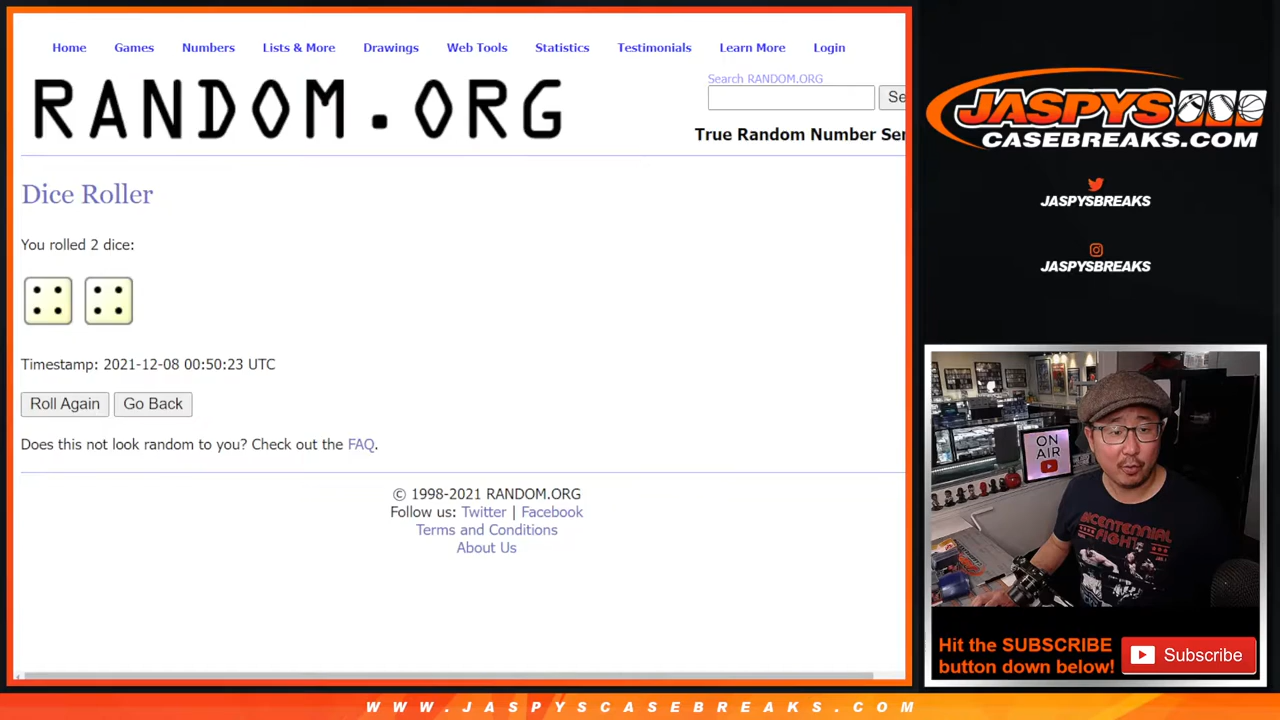 Home Games Numbers Lists & More Drawings Web Tools Statistics Testimonials Learn More Login
RANDOM.ORG
Search RANDOM.ORG
Se
True Random Number Ser
Dice Roller
You rolled 2 dice:
Timestamp: 2021-12-08 00:50:23 UTC
Roll Again Go Back
Does this not look random to you? Check out the FAQ.
© 1998-2021 RANDOM.ORG
Follow us: Twitter | Facebook
Terms and Conditions
About Us
JASPYS
CASEBREAKS.COM
JASPYSBREAKS
JASPYSBREAKS
ON
AIR
BICENTENNIAL
FIGHT
Hit the SUBSCRIBE
button down below!
Subscribe
WWW.JASPYSCASEBREAKS.COM